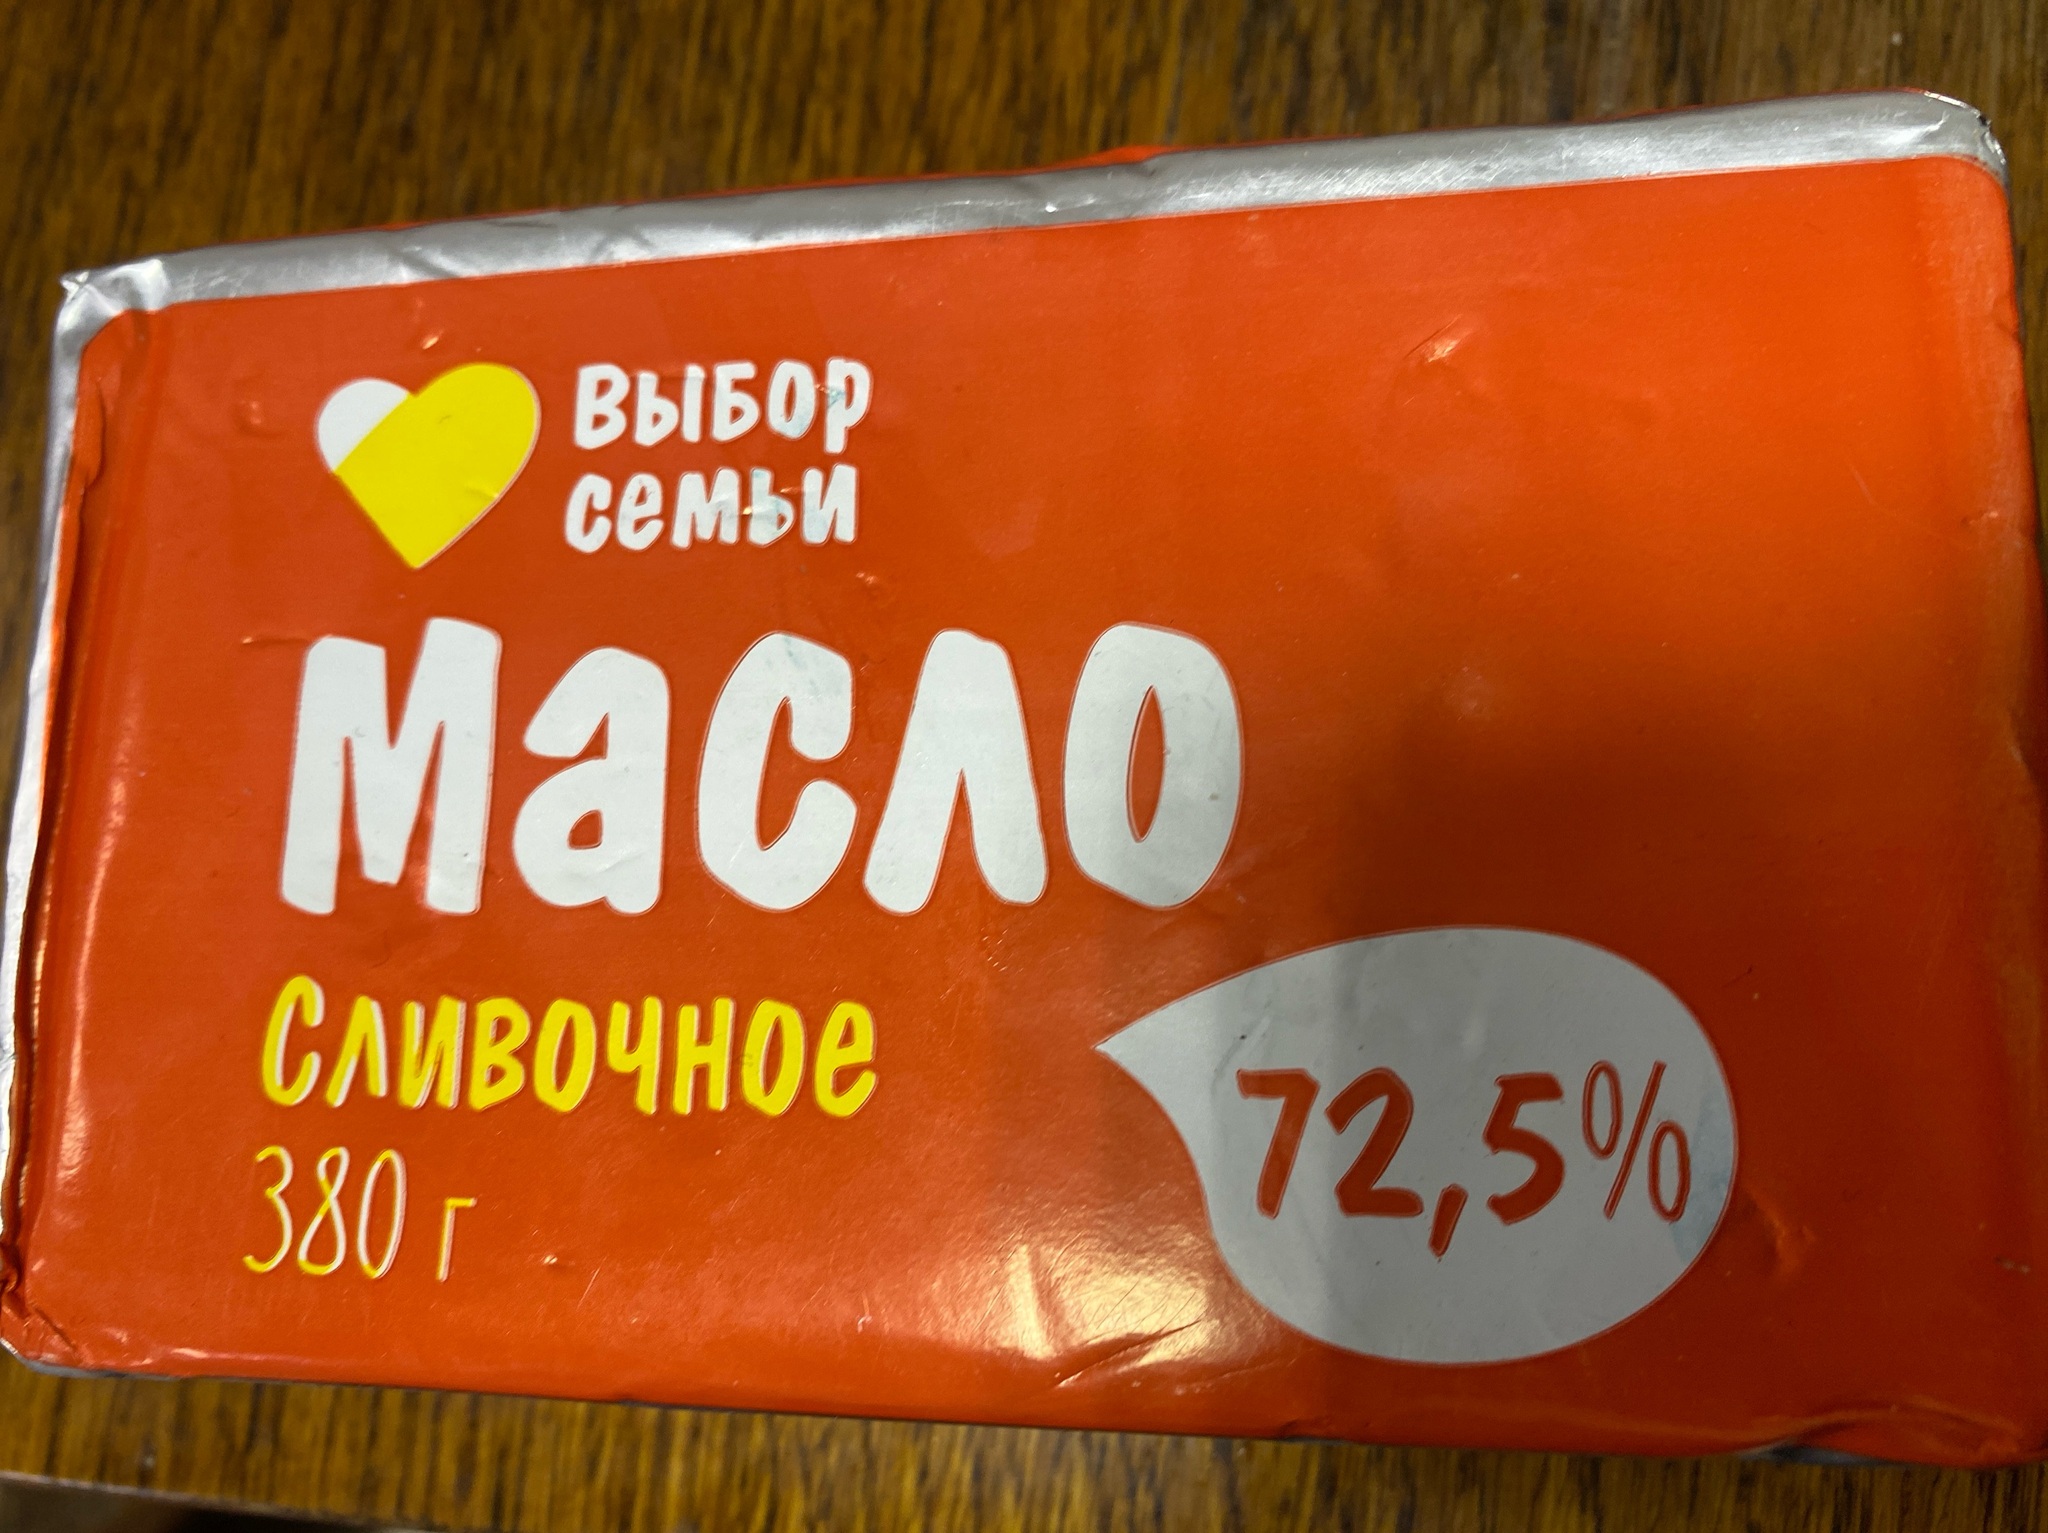 Выбор
семьи
Масло
сливочное
380 г
72,5%